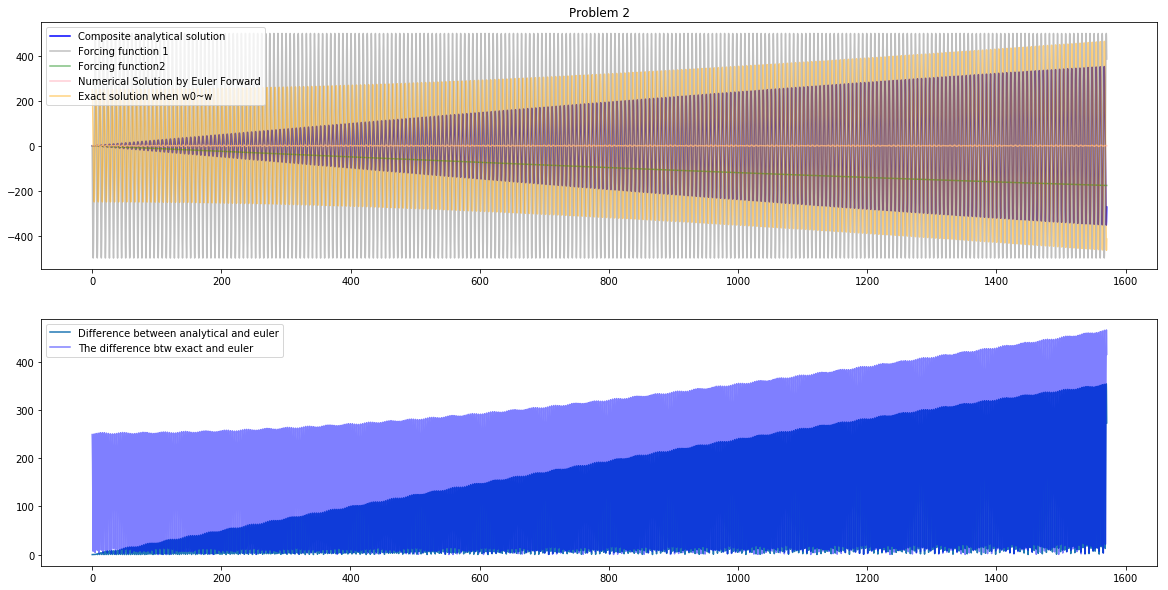 Problem 2
Composite analytical solution
Forcing function 1
Forcing function2
Numerical Solution by Euler Forward
Exact solution when w0~w
400
200
0
−200
−400
0 200 400 600 800 1000 1200 1400 1600
Difference between analytical and euler
The difference btw exact and euler
400
300
200
100
0
0 200 400 600 800 1000 1200 1400 1600